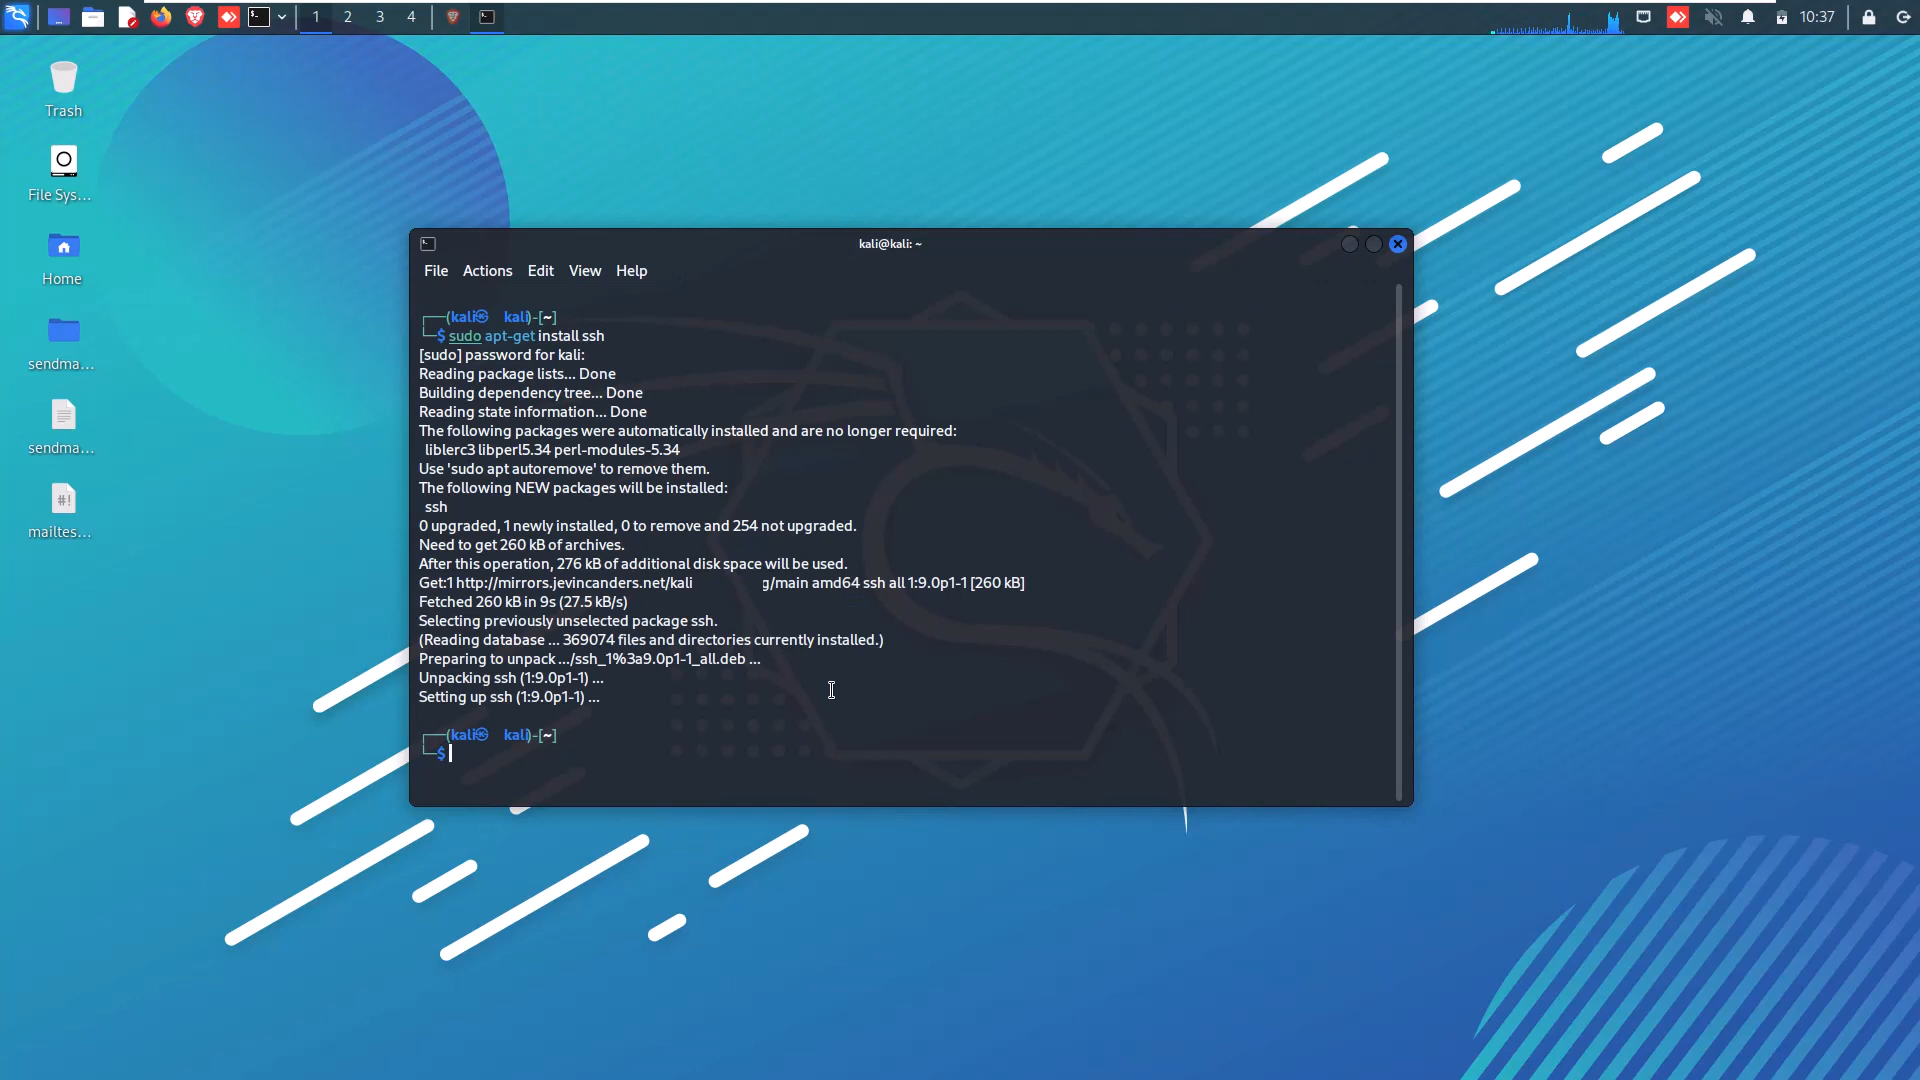 1 2 3 4
10:37
Trash
File Sys...
Home
sendma...
sendma...
#!
mailtes...
kali@kali: ~
File Actions Edit View Help
┌──(kali㉿ kali)-[~]
└─$ sudo apt-get install ssh
[sudo] password for kali:
Reading package lists... Done
Building dependency tree... Done
Reading state information... Done
The following packages were automatically installed and are no longer required:
liblerc3 libperl5.34 perl-modules-5.34
Use 'sudo apt autoremove' to remove them.
The following NEW packages will be installed:
ssh
0 upgraded, 1 newly installed, 0 to remove and 254 not upgraded.
Need to get 260 kB of archives.
After this operation, 276 kB of additional disk space will be used.
Get:1 http://mirrors.jevincanders.net/kali g/main amd64 ssh all 1:9.0p1-1 [260 kB]
Fetched 260 kB in 9s (27.5 kB/s)
Selecting previously unselected package ssh.
(Reading database ... 369074 files and directories currently installed.)
Preparing to unpack .../ssh_1%3a9.0p1-1_all.deb ...
Unpacking ssh (1:9.0p1-1) ...
Setting up ssh (1:9.0p1-1) ...
┌──(kali㉿ kali)-[~]
└─$